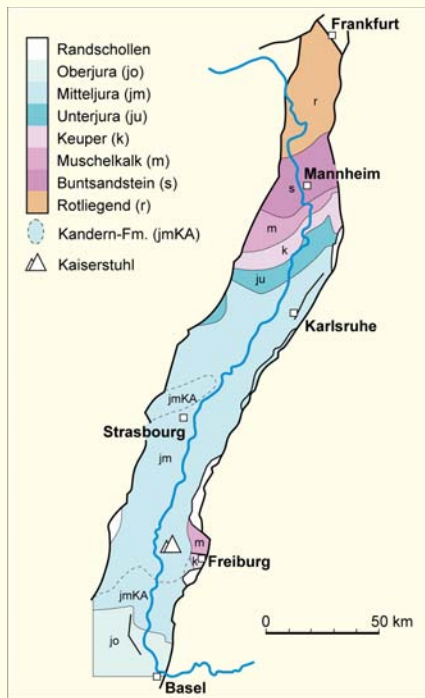 Randschollen
Oberjura (jo)
Mitteljura (jm)
Unterjura (ju)
Keuper (k)
Muschelkalk (m)
Buntsandstein (s)
Rotliegend (r)
Kandern-Fm. (jmKA)
Kaiserstuhl
Frankfurt
r
Mannheim
s
m
k
ju
Karlsruhe
jmKA
Strasbourg
jm
m
k
Freiburg
jmKA
0 50 km
jo
Basel